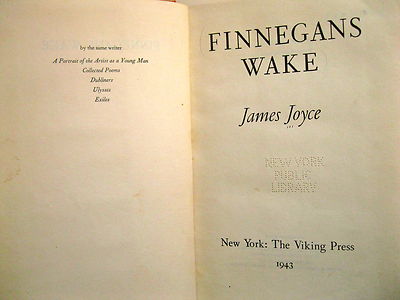 by the same writer
A Portrait of the Artist as a Young Man
Collected Poems
Dubliners
Ulysses
Exiles
FINNEGANS
WAKE
James Joyce
NEW YORK
PUBLIC
LIBRARY
New York: The Viking Press
1943